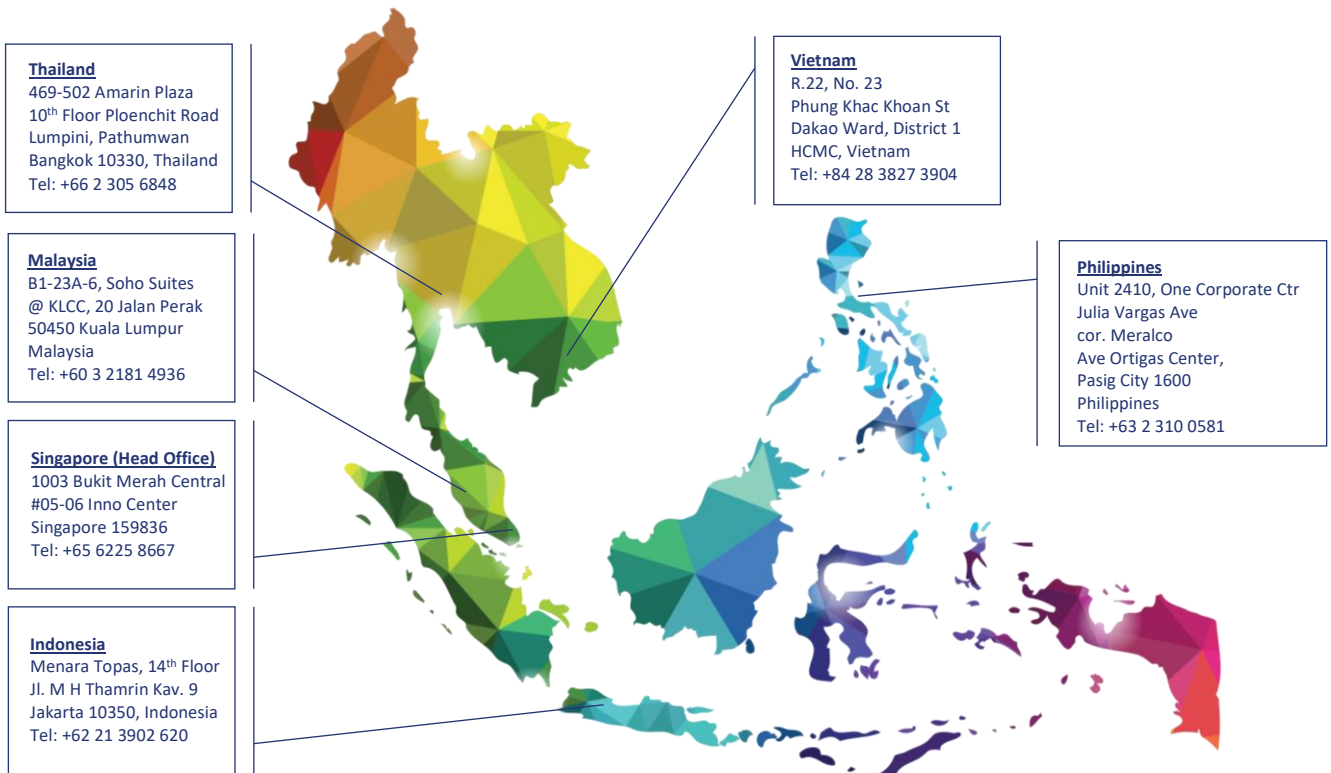 Thailand
469-502 Amarin Plaza
10th Floor Ploenchit Road
Lumpini, Pathumwan
Bangkok 10330, Thailand
Tel: +66 2 305 6848
Malaysia
B1-23A-6, Soho Suites
@ KLCC, 20 Jalan Perak
50450 Kuala Lumpur
Malaysia
Tel: +60 3 2181 4936
Singapore (Head Office)
1003 Bukit Merah Central
#05-06 Inno Center
Singapore 159836
Tel: +65 6225 8667
Indonesia
Menara Topas, 14th Floor
Jl. M H Thamrin Kav. 9
Jakarta 10350, Indonesia
Tel: +62 21 3902 620
Vietnam
R.22, No. 23
Phung Khac Khoan St
Dakao Ward, District 1
HCMC, Vietnam
Tel: +84 28 3827 3904
Philippines
Unit 2410, One Corporate Ctr
Julia Vargas Ave
cor. Meralco
Ave Ortigas Center,
Pasig City 1600
Philippines
Tel: +63 2 310 0581